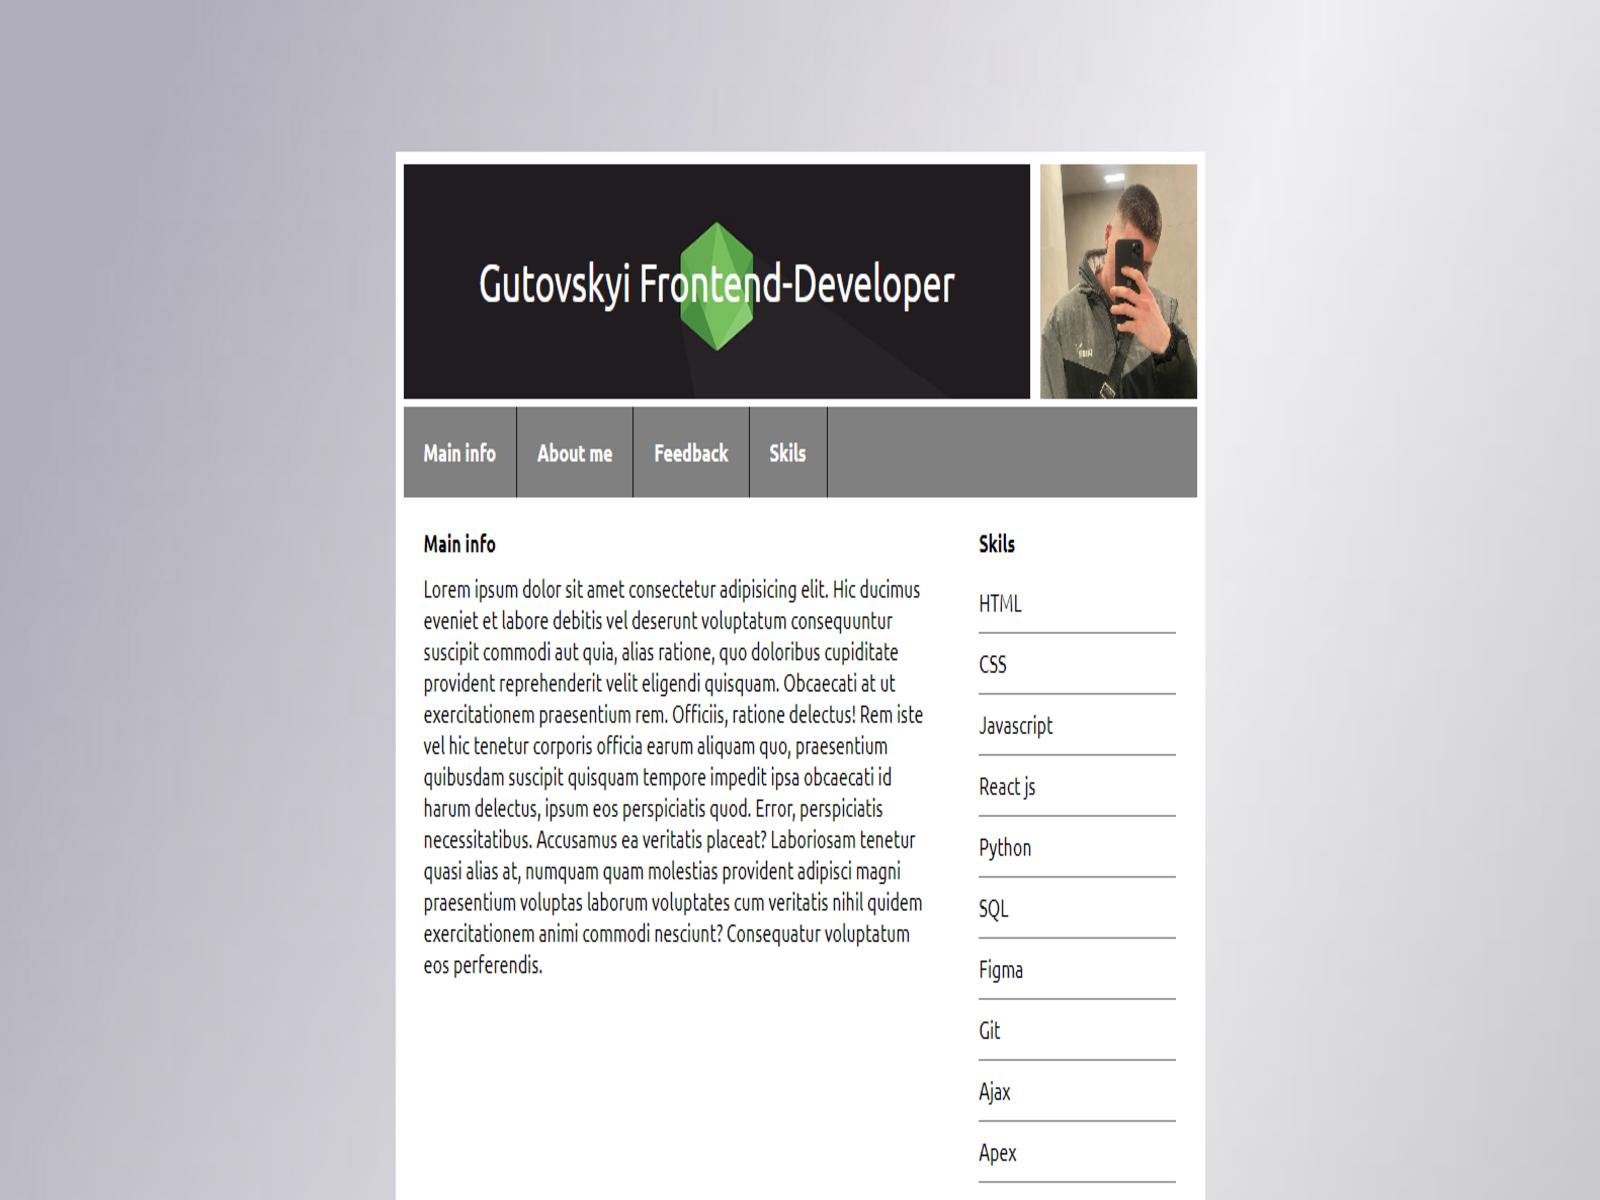 Gutovskyi Frontend-Developer
Main info
About me
Feedback
Skils
Main info
Lorem ipsum dolor sit amet consectetur adipisicing elit. Hic ducimus
eveniet et labore debitis vel deserunt voluptatum consequuntur
suscipit commodi aut quia, alias ratione, quo doloribus cupiditate
provident reprehenderit velit eligendi quisquam. Obcaecati at ut
exercitationem praesentium rem. Officiis, ratione delectus! Rem iste
vel hic tenetur corporis officia earum aliquam quo, praesentium
quibusdam suscipit quisquam tempore impedit ipsa obcaecati id
harum delectus, ipsum eos perspiciatis quod. Error, perspiciatis
necessitatibus. Accusamus ea veritatis placeat? Laboriosam tenetur
quasi alias at, numquam quam molestias provident adipisci magni
praesentium voluptas laborum voluptates cum veritatis nihil quidem
exercitationem animi commodi nesciunt? Consequatur voluptatum
eos perferendis.
Skils
HTML
CSS
Javascript
React js
Python
SQL
Figma
Git
Ajax
Apex